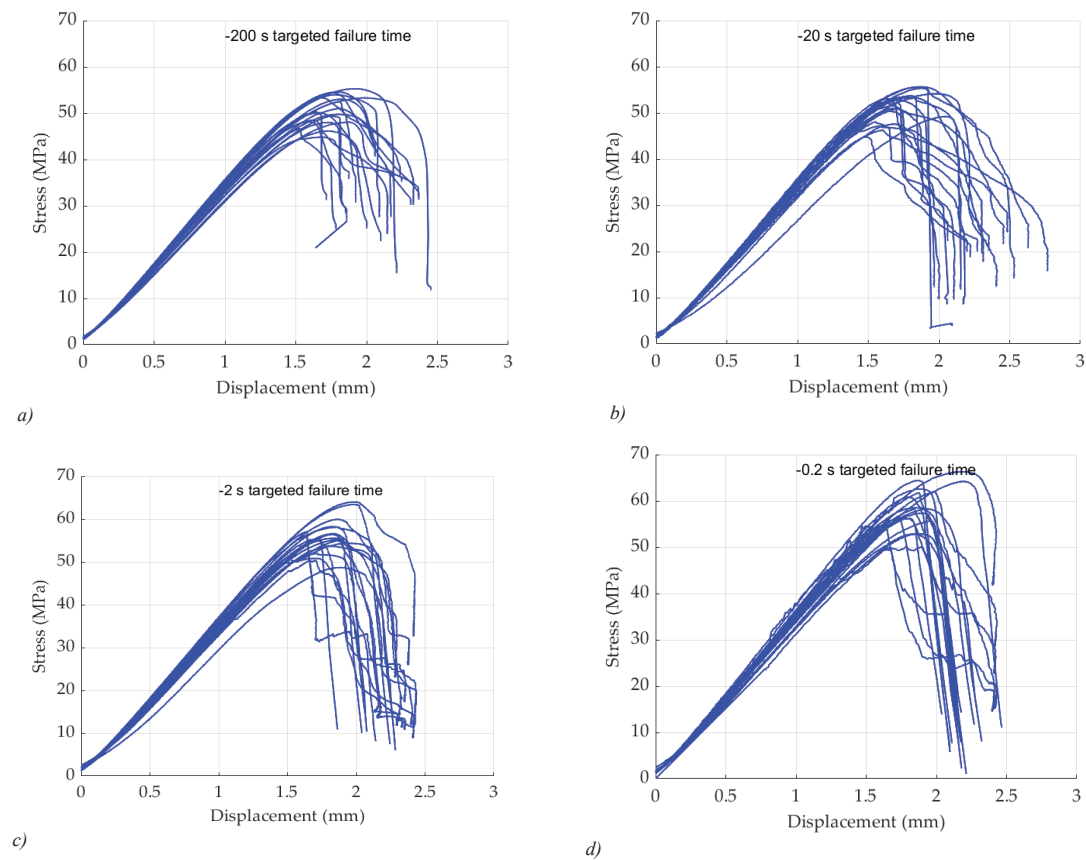 -200 s targeted failure time
70
60
50
40
30
20
10
0
Stress (MPa)
0 0.5 1 1.5 2 2.5 3
Displacement (mm)
a)
-20 s targeted failure time
70
60
50
40
30
20
10
0
Stress (MPa)
0 0.5 1 1.5 2 2.5 3
Displacement (mm)
b)
-2 s targeted failure time
70
60
50
40
30
20
10
0
Stress (MPa)
0 0.5 1 1.5 2 2.5 3
Displacement (mm)
c)
-0.2 s targeted failure time
70
60
50
40
30
20
10
0
Stress (MPa)
0 0.5 1 1.5 2 2.5 3
Displacement (mm)
d)